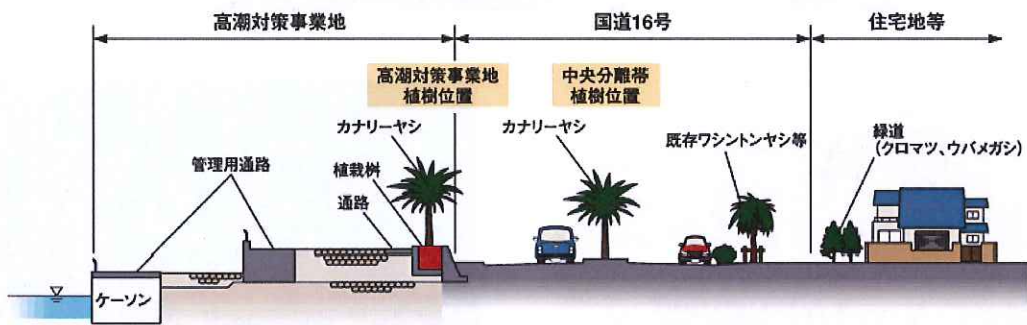 高潮対策事業地
国道16号
住宅地等
高潮対策事業地
植樹位置
中央分離帯
植樹位置
カナリーヤシ
カナリーヤシ
既存ワシントンヤシ等
緑道
(クロマツ、ウバメガシ)
管理用通路
植栽桝
通路
ケーソン